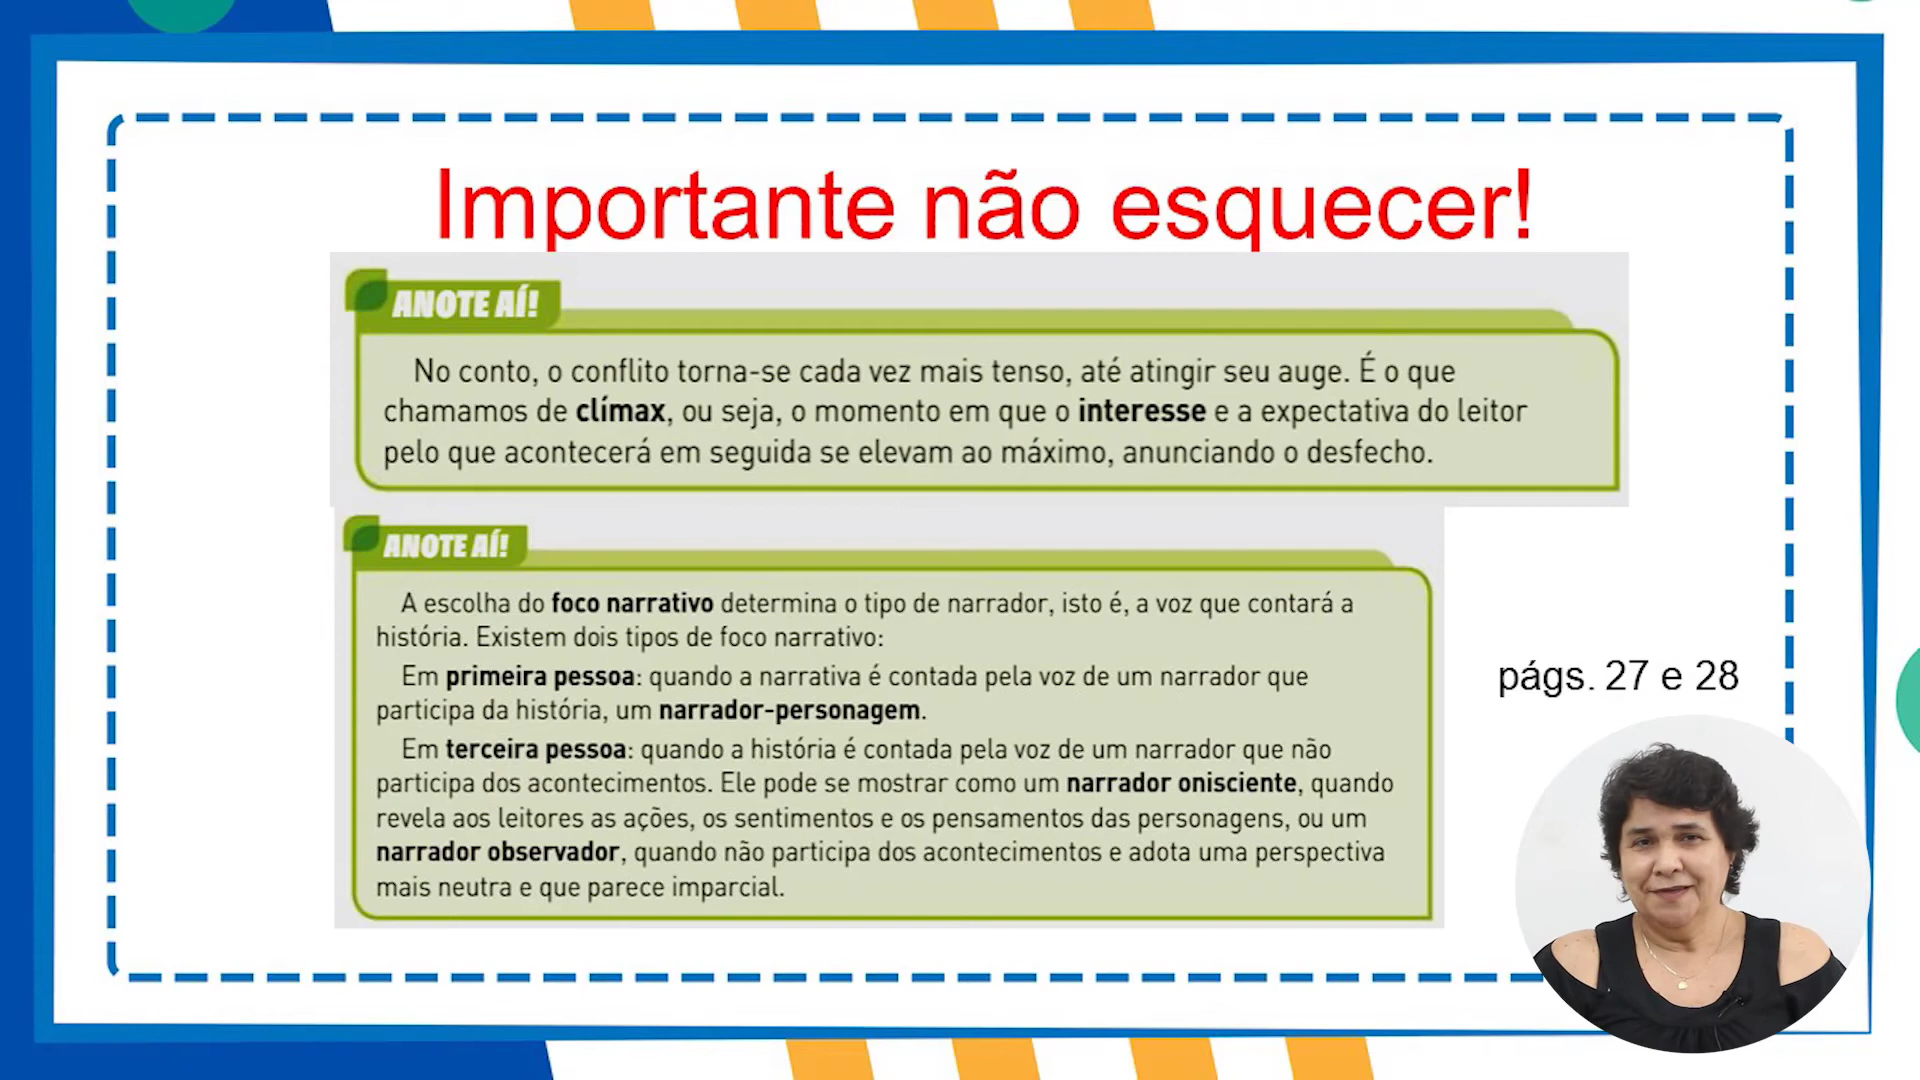 Importante não esquecer!
ANOTE AÍ!
No conto, o conflito torna-se cada vez mais tenso, até atingir seu auge. É o que
chamamos de clímax, ou seja, o momento em que o interesse e a expectativa do leitor
pelo que acontecerá em seguida se elevam ao máximo, anunciando o desfecho.
ANOTE AÍ!
A escolha do foco narrativo determina o tipo de narrador, isto é, a voz que contará a
história. Existem dois tipos de foco narrativo:
Em primeira pessoa: quando a narrativa é contada pela voz de um narrador que
participa da história, um narrador-personagem.
Em terceira pessoa: quando a história é contada pela voz de um narrador que não
participa dos acontecimentos. Ele pode se mostrar como um narrador onisciente, quando
revela aos leitores as ações, os sentimentos e os pensamentos das personagens, ou um
narrador observador, quando não participa dos acontecimentos e adota uma perspectiva
mais neutra e que parece imparcial.
págs. 27 e 28